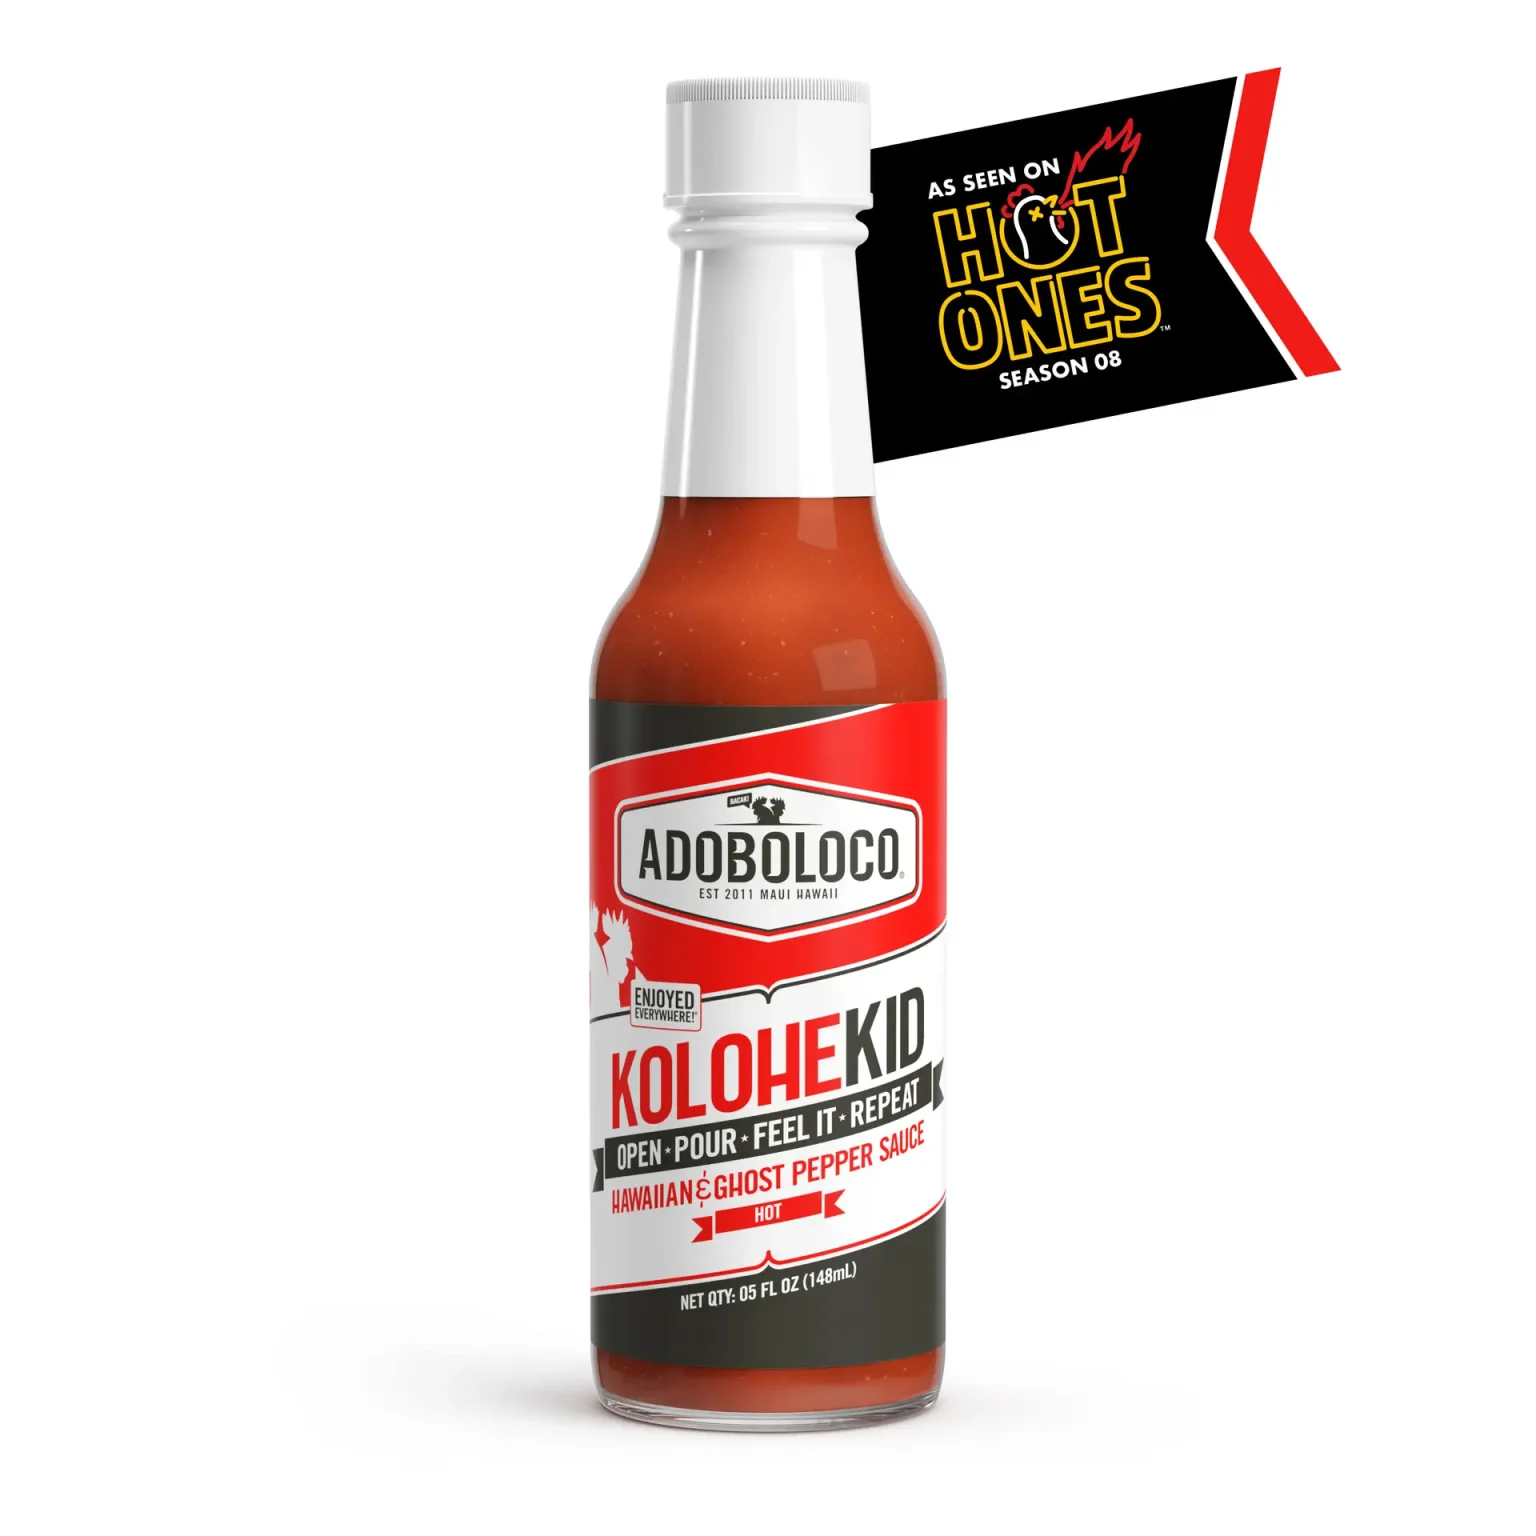 AS SEEN ON
HOT
ONES™
SEASON 08
BACAK!
ADOBOLOCO®
EST 2011 MAUI HAWAII
ENJOYED
EVERYWHERE!
KOLOHEKID
OPEN★POUR★FEEL IT★REPEAT
HAWAIIAN & GHOST PEPPER SAUCE
HOT
NET QTY: 05 FL OZ (148mL)